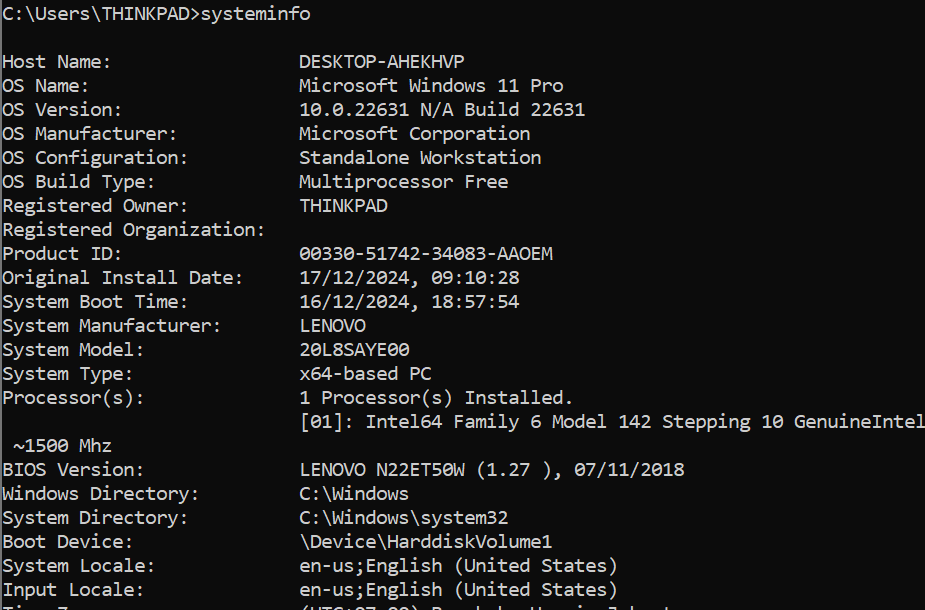 C:\Users\THINKPAD>systeminfo
Host Name: DESKTOP-AHEKHVP
OS Name: Microsoft Windows 11 Pro
OS Version: 10.0.22631 N/A Build 22631
OS Manufacturer: Microsoft Corporation
OS Configuration: Standalone Workstation
OS Build Type: Multiprocessor Free
Registered Owner: THINKPAD
Registered Organization:
Product ID: 00330-51742-34083-AAOEM
Original Install Date: 17/12/2024, 09:10:28
System Boot Time: 16/12/2024, 18:57:54
System Manufacturer: LENOVO
System Model: 20L8SAYE00
System Type: x64-based PC
Processor(s): 1 Processor(s) Installed.
[01]: Intel64 Family 6 Model 142 Stepping 10 GenuineIntel
~1500 Mhz
BIOS Version: LENOVO N22ET50W (1.27 ), 07/11/2018
Windows Directory: C:\Windows
System Directory: C:\Windows\system32
Boot Device: \Device\HarddiskVolume1
System Locale: en-us;English (United States)
Input Locale: en-us;English (United States)